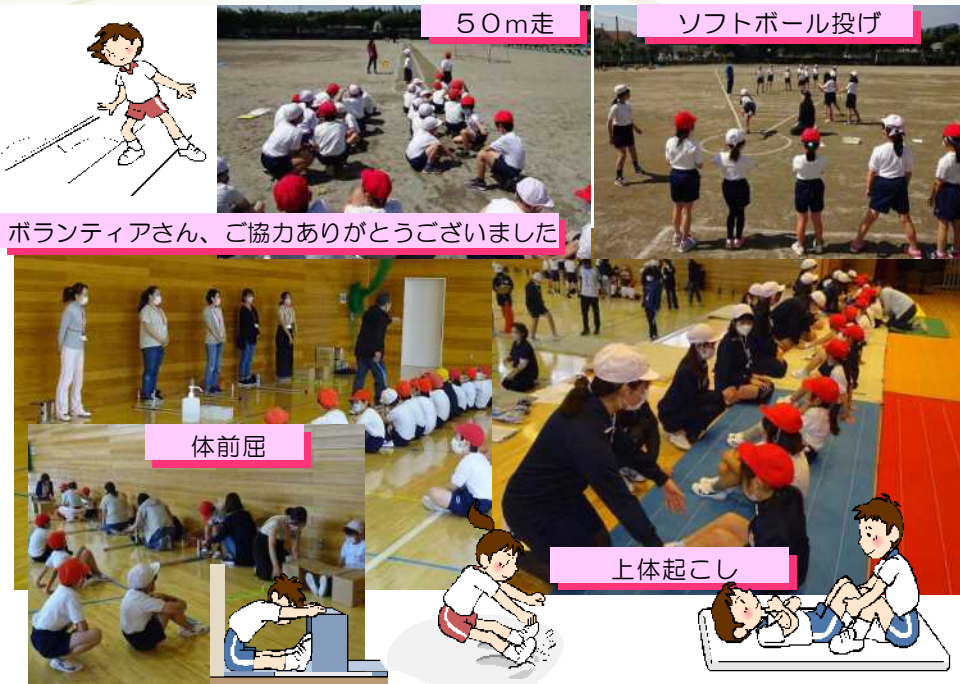 ５０ｍ走
ソフトボール投げ
ボランティアさん、ご協力ありがとうございました
体前屈
上体起こし